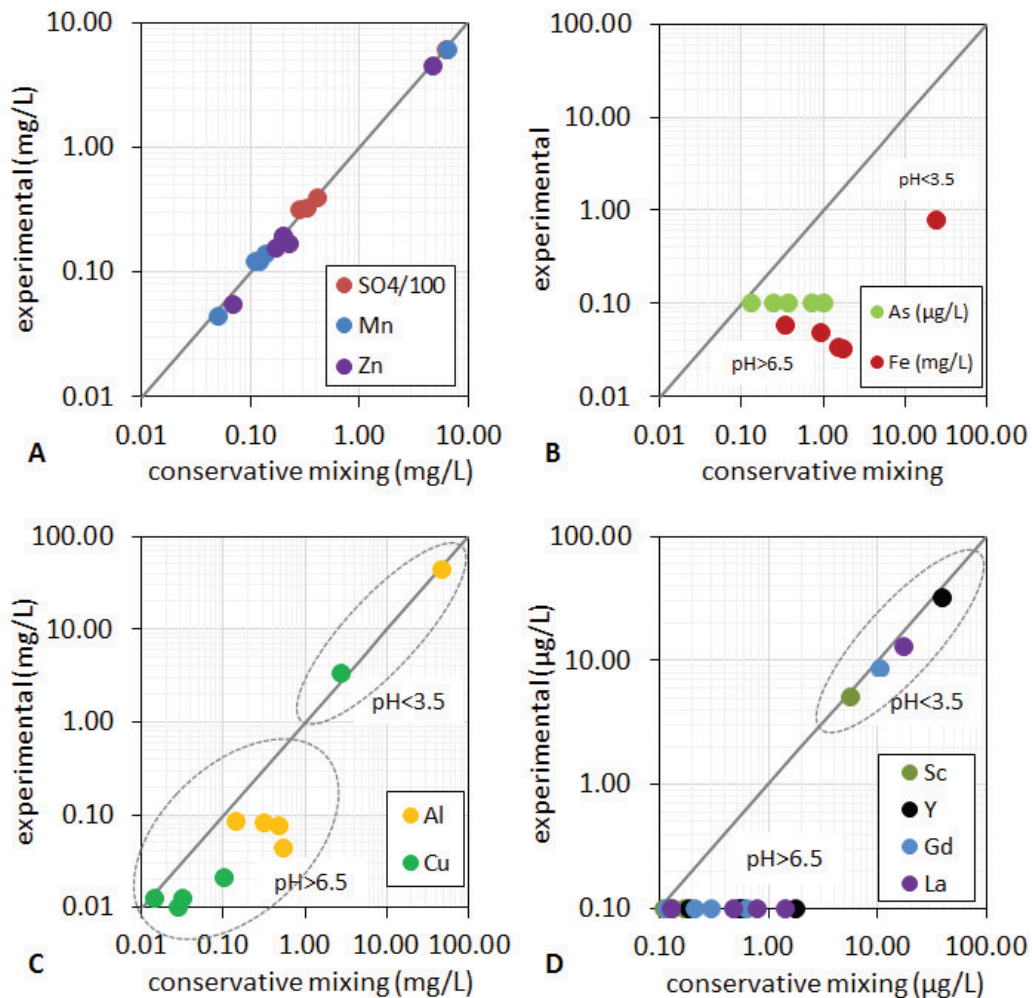 experimental (mg/L)
10.00
1.00
0.10
0.01
SO4/100
Mn
Zn
0.01 0.10 1.00 10.00
A
conservative mixing (mg/L)
experimental
100.00
10.00
1.00
0.10
0.01
pH<3.5
pH>6.5
As (µg/L)
Fe (mg/L)
0.01 0.10 1.00 10.00 100.00
B
conservative mixing
experimental (mg/L)
100.00
10.00
1.00
0.10
0.01
pH<3.5
pH>6.5
Al
Cu
0.01 0.10 1.00 10.00 100.00
C
conservative mixing (mg/L)
experimental (µg/L)
100.00
10.00
1.00
0.10
pH<3.5
pH>6.5
Sc
Y
Gd
La
0.10 1.00 10.00 100.00
D
conservative mixing (µg/L)